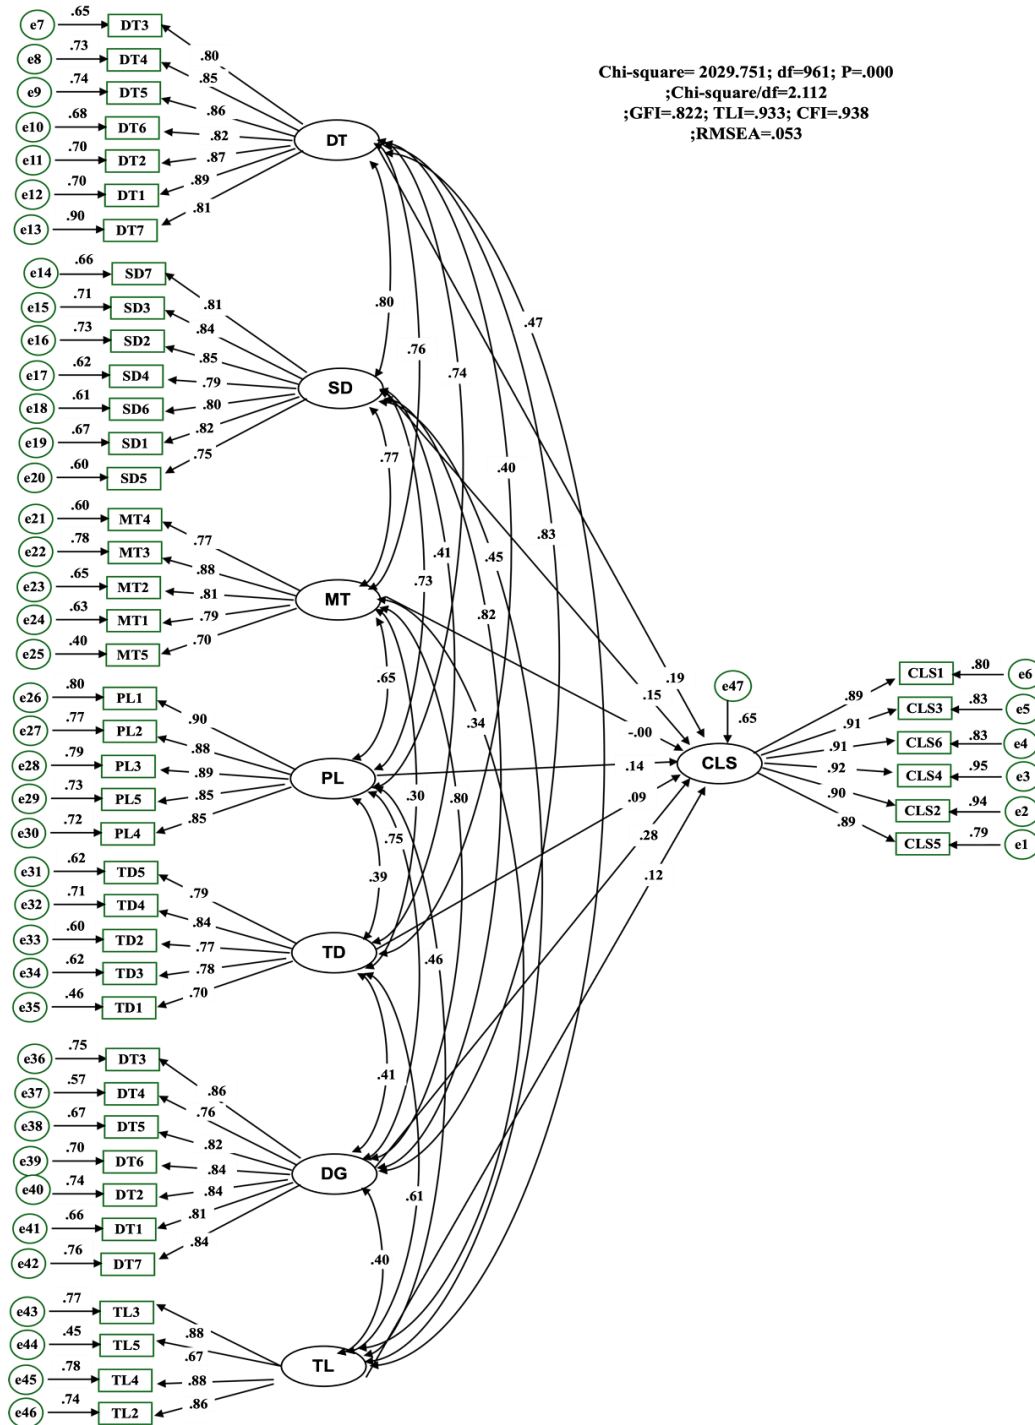 Chi-square= 2029.751; df=961; P=.000
;Chi-square/df=2.112
;GFI=.822; TLI=.933; CFI=.938
;RMSEA=.053
e7 .65 DT3 .80
e8 .73 DT4 .85
e9 .74 DT5 .86
e10 .68 DT6 .82
e11 .70 DT2 .87
e12 .70 DT1 .89
e13 .90 DT7 .81
DT
e14 .66 SD7 .81
e15 .71 SD3 .84
e16 .73 SD2 .85
e17 .62 SD4 .79
e18 .61 SD6 .80
e19 .67 SD1 .82
e20 .60 SD5 .75
SD
e21 .60 MT4 .77
e22 .78 MT3 .88
e23 .65 MT2 .81
e24 .63 MT1 .79
e25 .40 MT5 .70
MT
e26 .80 PL1 .90
e27 .77 PL2 .88
e28 .79 PL3 .89
e29 .73 PL5 .85
e30 .72 PL4 .85
PL
e31 .62 TD5 .79
e32 .71 TD4 .84
e33 .60 TD2 .77
e34 .62 TD3 .78
e35 .46 TD1 .70
TD
e36 .75 DT3 .86
e37 .57 DT4 .76
e38 .67 DT5 .82
e39 .70 DT6 .84
e40 .74 DT2 .84
e41 .66 DT1 .81
e42 .76 DT7 .84
DG
e43 .77 TL3 .88
e44 .45 TL5 .67
e45 .78 TL4 .88
e46 .74 TL2 .86
TL
.80
.47
.76
.74
.77
.40
.41
.45
.83
.73
.82
.65
.34
.30
.80
.75
.39
.46
.41
.61
.40
.19
.15
-.00
.14
.09
.28
.12
e47
.65
CLS
.89 CLS1 .80 e6
.91 CLS3 .83 e5
.91 CLS6 .83 e4
.92 CLS4 .95 e3
.90 CLS2 .94 e2
.89 CLS5 .79 e1